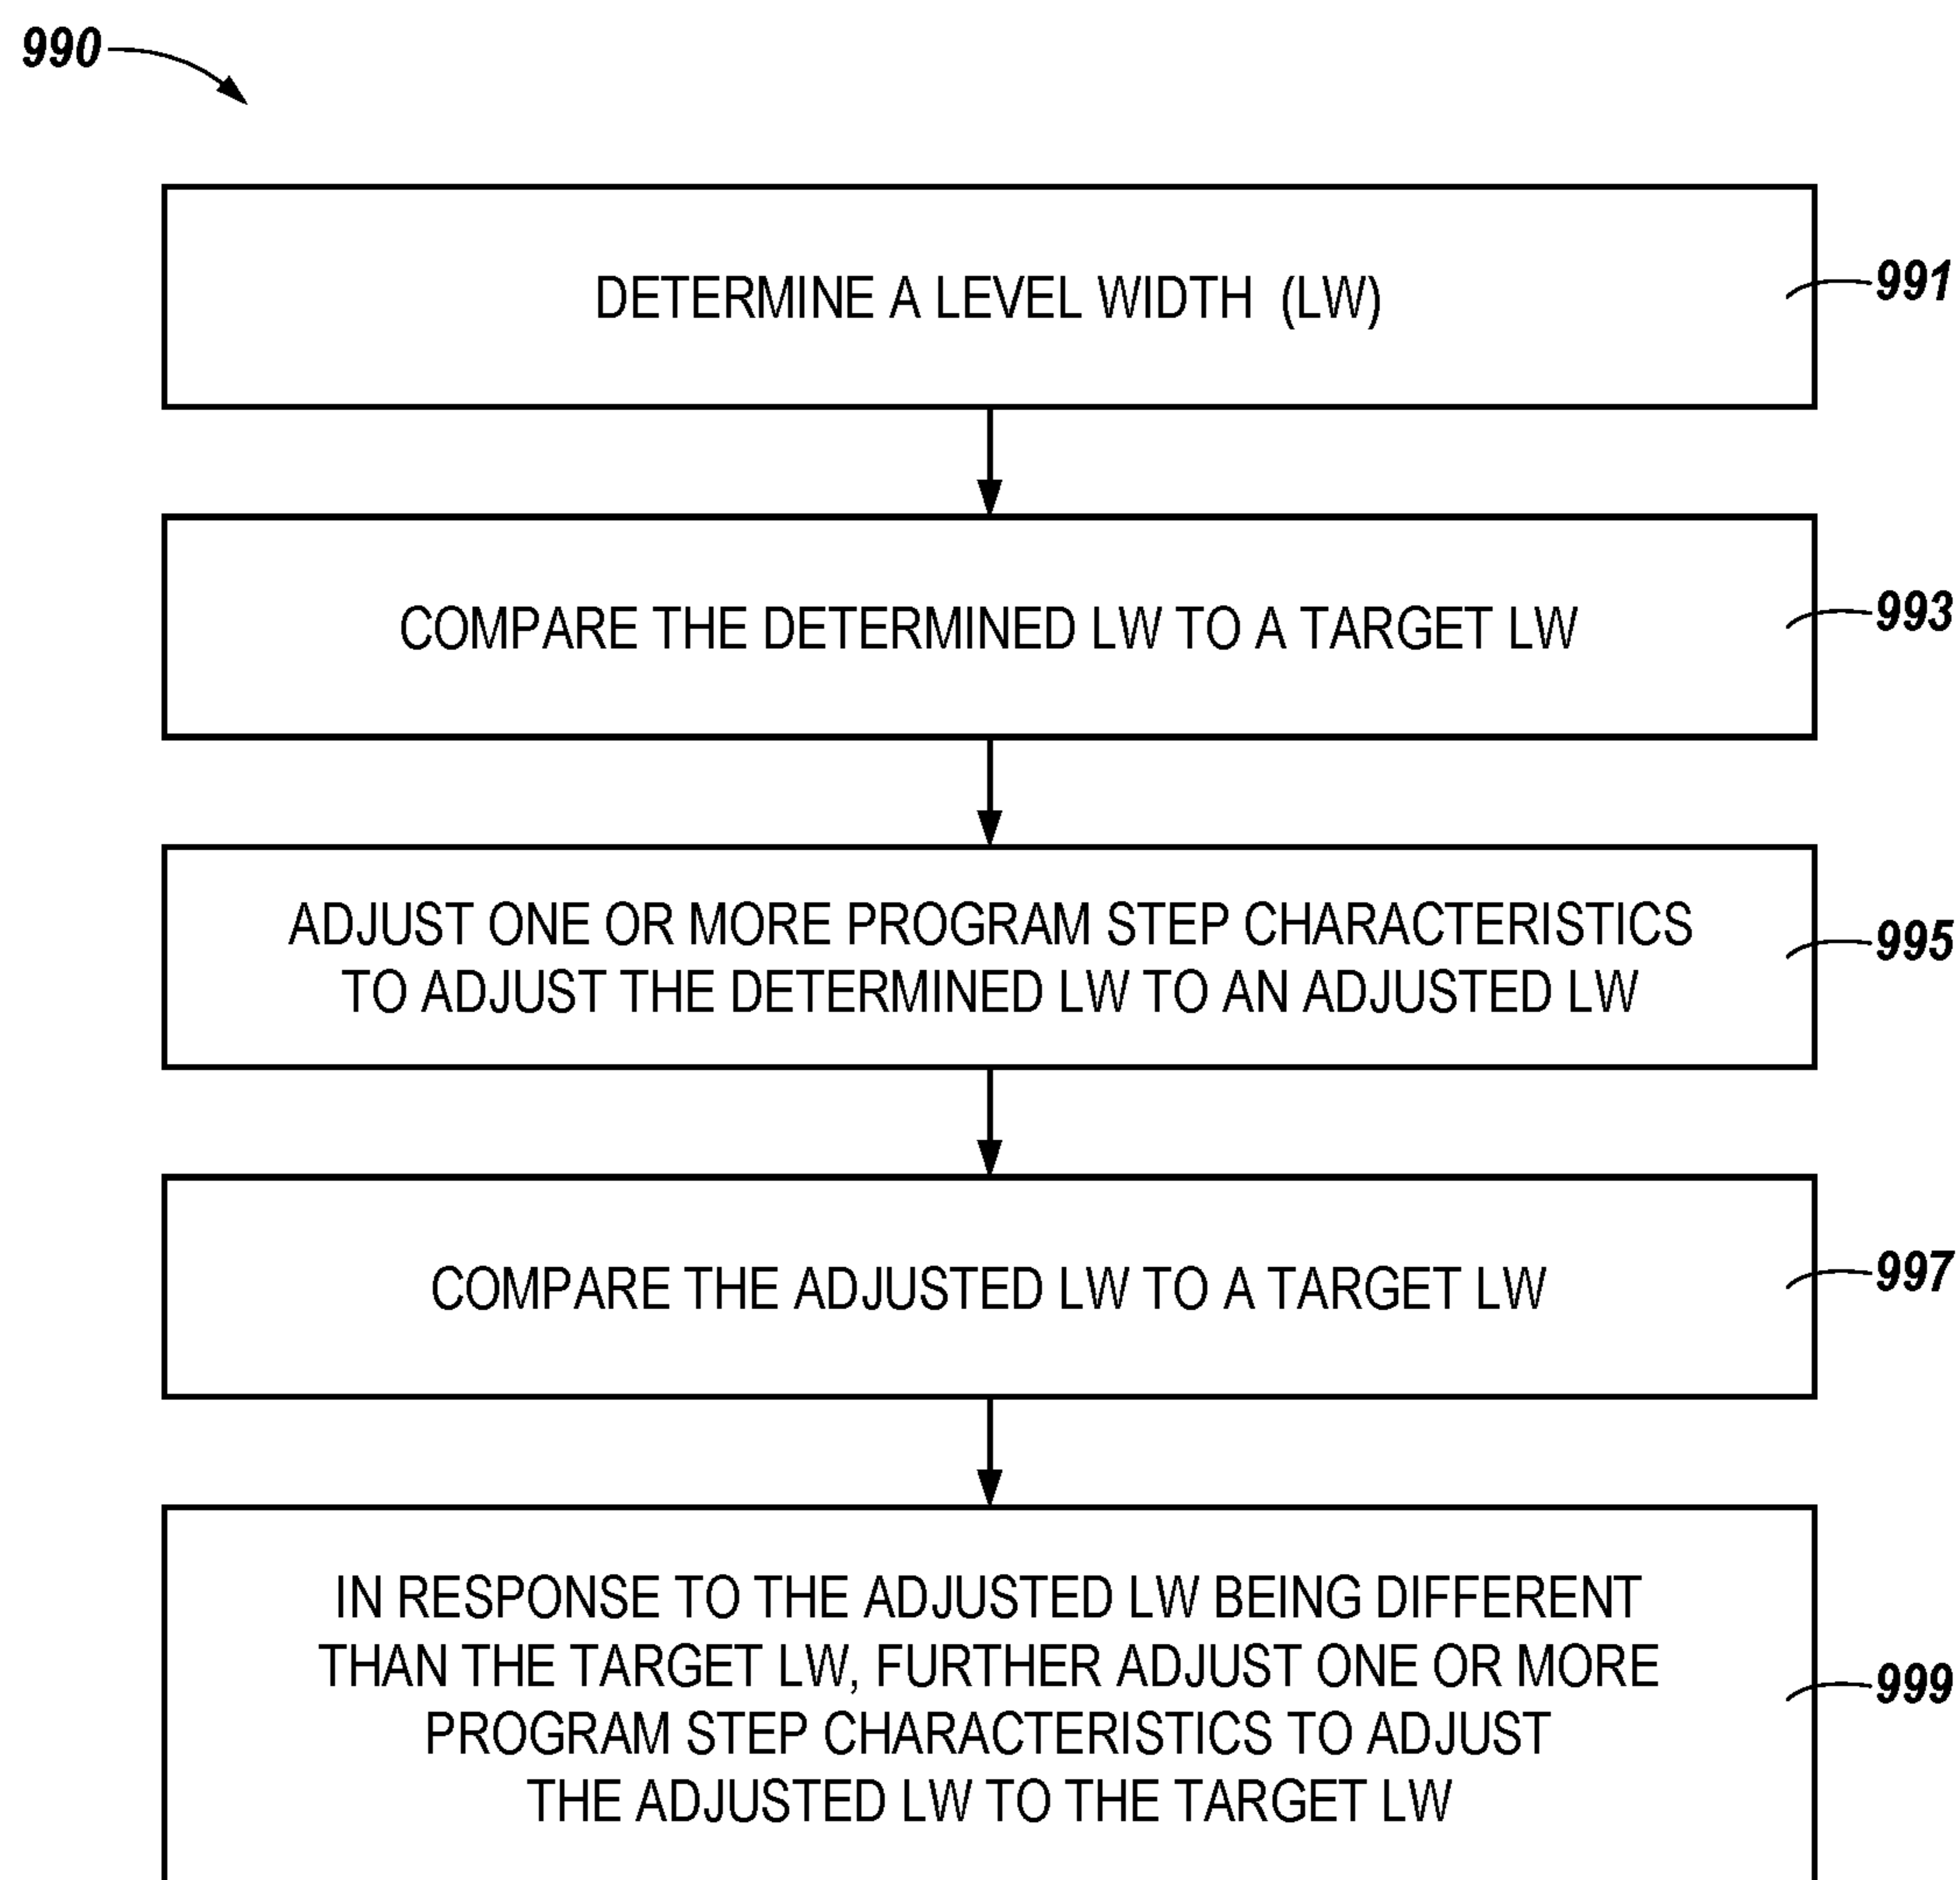 990
DETERMINE A LEVEL WIDTH (LW)
991
COMPARE THE DETERMINED LW TO A TARGET LW
993
ADJUST ONE OR MORE PROGRAM STEP CHARACTERISTICS
TO ADJUST THE DETERMINED LW TO AN ADJUSTED LW
995
COMPARE THE ADJUSTED LW TO A TARGET LW
997
IN RESPONSE TO THE ADJUSTED LW BEING DIFFERENT
THAN THE TARGET LW, FURTHER ADJUST ONE OR MORE
PROGRAM STEP CHARACTERISTICS TO ADJUST
THE ADJUSTED LW TO THE TARGET LW
999